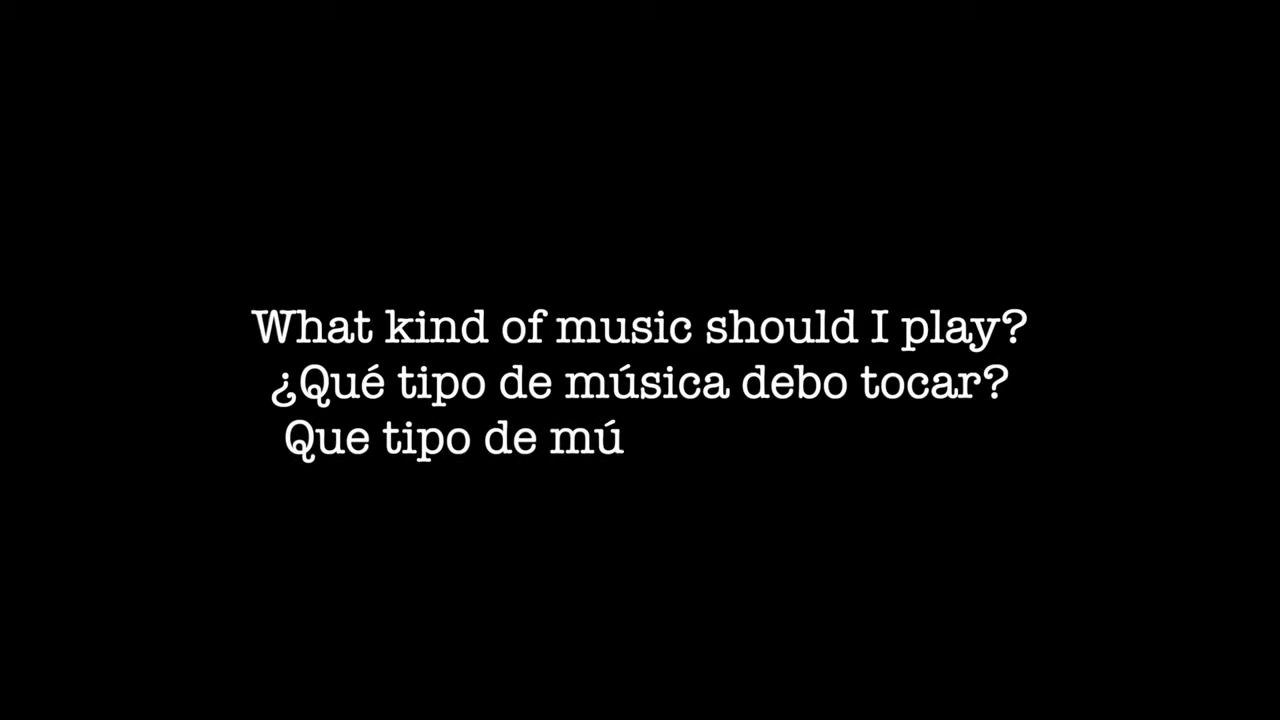 What kind of music should I play?
¿Qué tipo de música debo tocar?
Que tipo de mú